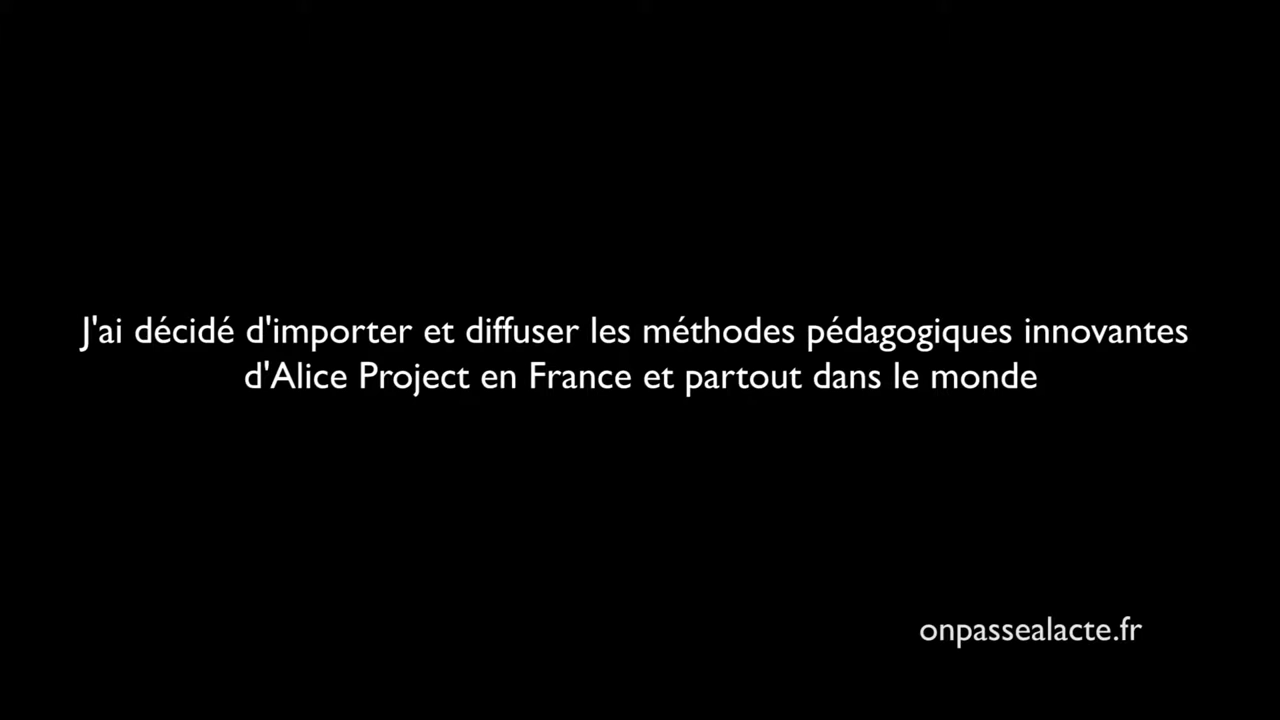 J'ai décidé d'importer et diffuser les méthodes pédagogiques innovantes
d'Alice Project en France et partout dans le monde
onpassealacte.fr